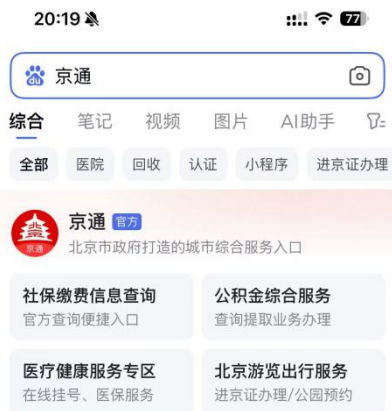 20:19 77
du 京通
综合 笔记 视频 图片 AI助手
全部 医院 回收 认证 小程序 进京证办理
京通 官方
京通 北京市政府打造的城市综合服务入口
社保缴费信息查询 公积金综合服务
官方查询便捷入口 查询提取业务办理
医疗健康服务专区 北京游览出行服务
在线挂号、医保服务 进京证办理/公园预约